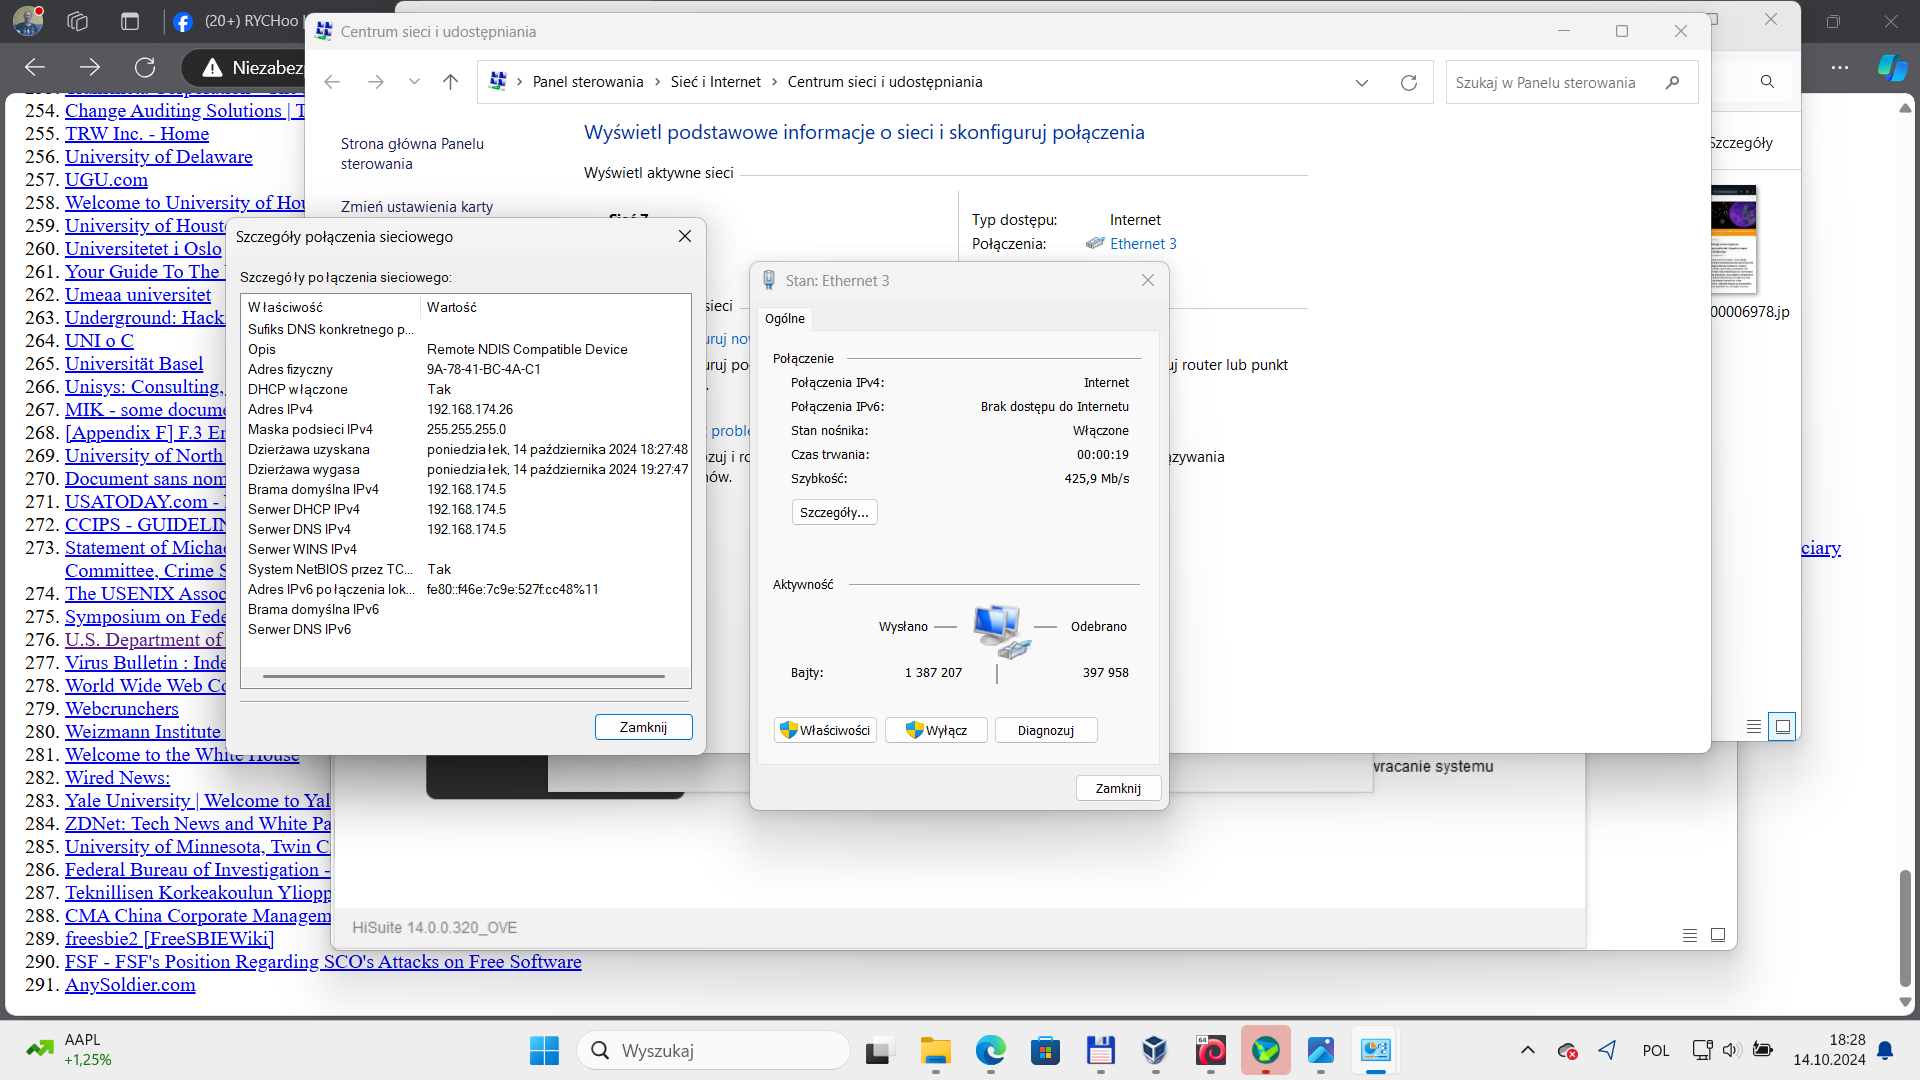 (20+) RYCHoo
Niezabez
254. Change Auditing Solutions | T
255. TRW Inc. - Home
256. University of Delaware
257. UGU.com
258. Welcome to University of Hou
259. University of Housto
260. Universitetet i Oslo
261. Your Guide To The
262. Umeaa universitet
263. Underground: Hack
264. UNI o C
265. Universität Basel
266. Unisys: Consulting,
267. MIK - some docume
268. [Appendix F] F.3 En
269. University of North
270. Document sans nom
271. USATODAY.com -
272. CCIPS - GUIDELIN
273. Statement of Michae
ciary
Committee, Crime S
274. The USENIX Assoc
275. Symposium on Fede
276. U.S. Department of
277. Virus Bulletin : Inde
278. World Wide Web Co
279. Webcrunchers
280. Weizmann Institute
281. Welcome to the White House
282. Wired News:
283. Yale University | Welcome to Yal
284. ZDNet: Tech News and White Pa
285. University of Minnesota, Twin C
286. Federal Bureau of Investigation -
287. Teknillisen Korkeakoulun Yliopp
288. CMA China Corporate Managem
289. freesbie2 [FreeSBIEWiki]
290. FSF - FSF's Position Regarding SCO's Attacks on Free Software
291. AnySoldier.com
Centrum sieci i udostępniania
Panel sterowania > Sieć i Internet > Centrum sieci i udostępniania
Szukaj w Panelu sterowania
Strona główna Panelu
sterowania
Zmień ustawienia karty
Wyświetl podstawowe informacje o sieci i skonfiguruj połączenia
Wyświetl aktywne sieci
Sieć 7
Typ dostępu: Internet
Połączenia: Ethernet 3
sieci
uruj now
uruj po
uj router lub punkt
proble
ozuj i ro
ązywania
nów.
Szczegóły
00006978.jp
Szczegóły połączenia sieciowego
Szczegóły połączenia sieciowego:
Właściwość Wartość
Sufiks DNS konkretnego p...
Opis Remote NDIS Compatible Device
Adres fizyczny 9A-78-41-BC-4A-C1
DHCP włączone Tak
Adres IPv4 192.168.174.26
Maska podsieci IPv4 255.255.255.0
Dzierżawa uzyskana poniedziałek, 14 października 2024 18:27:48
Dzierżawa wygasa poniedziałek, 14 października 2024 19:27:47
Brama domyślna IPv4 192.168.174.5
Serwer DHCP IPv4 192.168.174.5
Serwer DNS IPv4 192.168.174.5
Serwer WINS IPv4
System NetBIOS przez TC... Tak
Adres IPv6 połączenia lok... fe80::f46e:7c9e:527f:cc48%11
Brama domyślna IPv6
Serwer DNS IPv6
Zamknij
Stan: Ethernet 3
Ogólne
Połączenie
Połączenia IPv4: Internet
Połączenia IPv6: Brak dostępu do Internetu
Stan nośnika: Włączone
Czas trwania: 00:00:19
Szybkość: 425,9 Mb/s
Szczegóły...
Aktywność
Wysłano — — Odebrano
Bajty: 1 387 207 | 397 958
Właściwości Wyłącz Diagnozuj
Zamknij
wracanie systemu
HiSuite 14.0.0.320_OVE
AAPL
+1,25%
Wyszukaj
64
POL
18:28
14.10.2024